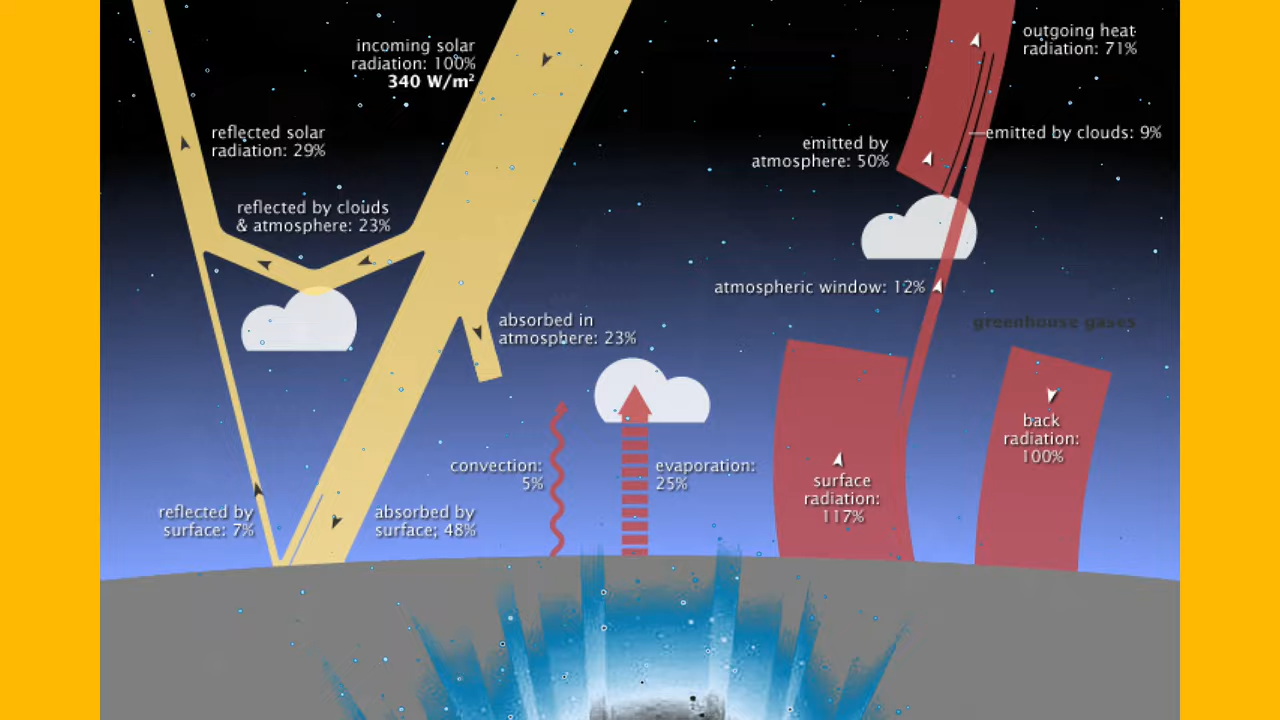 incoming solar
radiation: 100%
340 W/m²
outgoing heat
radiation: 71%
reflected solar
radiation: 29%
emitted by clouds: 9%
emitted by
atmosphere: 50%
reflected by clouds
& atmosphere: 23%
atmospheric window: 12%
absorbed in
atmosphere: 23%
greenhouse gases
back
radiation:
100%
convection:
5%
evaporation:
25%
surface
radiation:
117%
reflected by
surface: 7%
absorbed by
surface; 48%